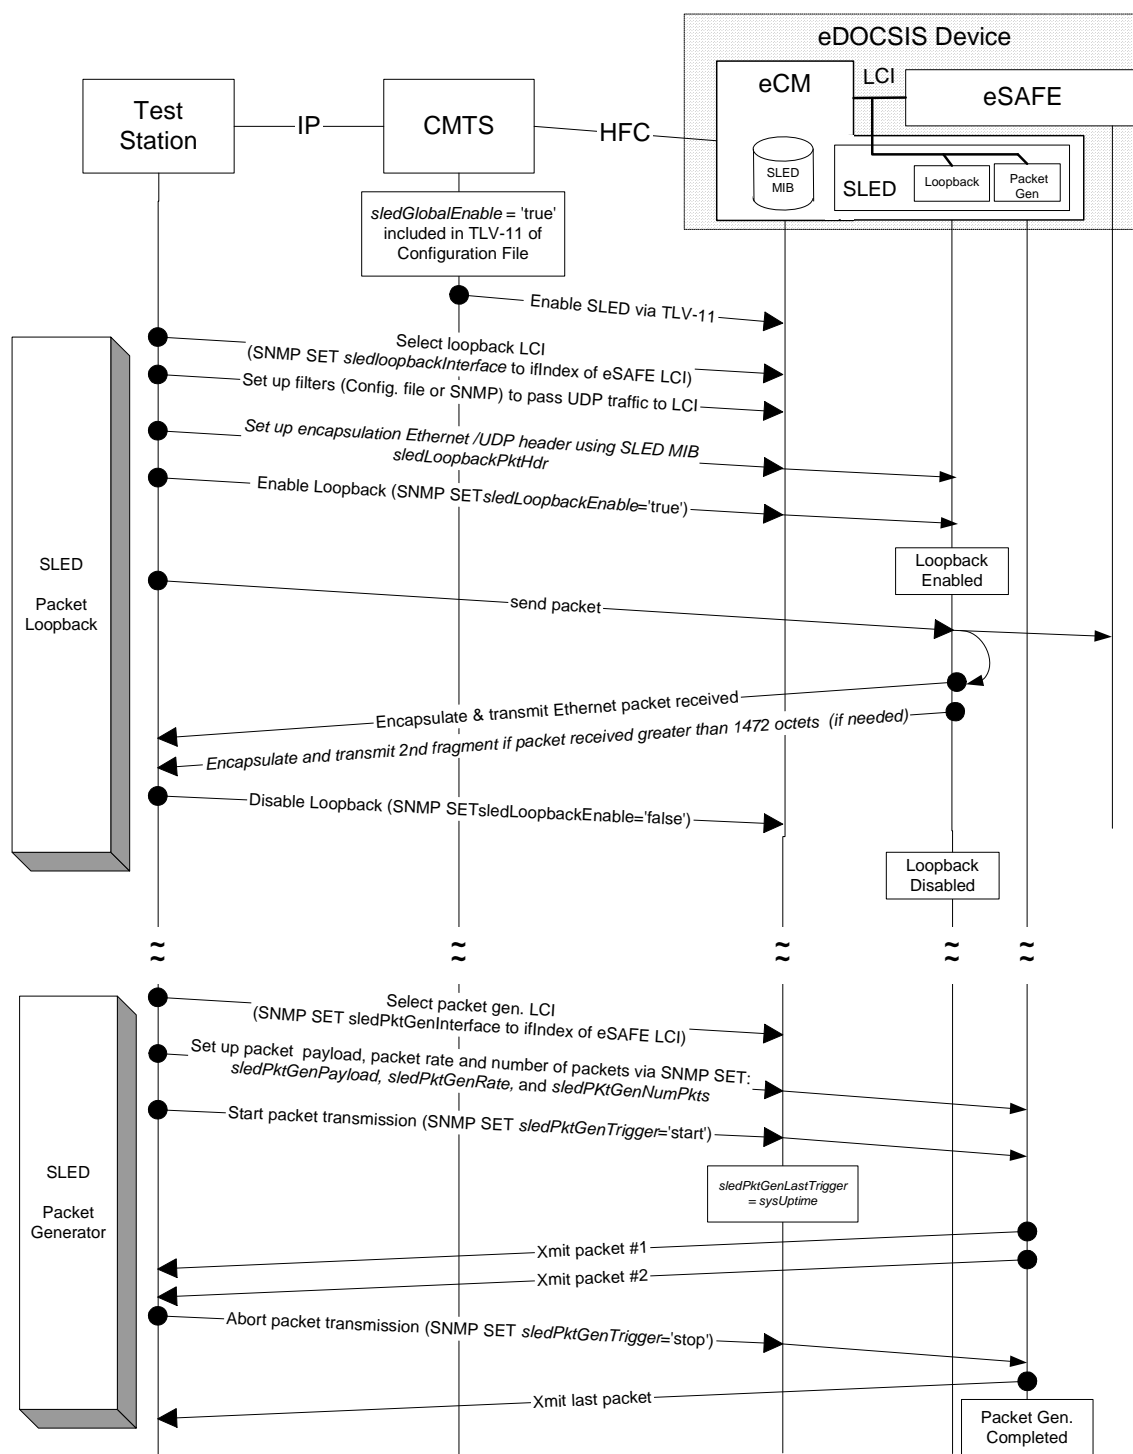 eDOCSIS Device
eCM
LCI
eSAFE
Test
Station
IP
CMTS
HFC
SLED
MIB
SLED
Loopback
Packet
Gen
sledGlobalEnable = 'true'
included in TLV-11 of
Configuration File
Enable SLED via TLV-11
Select loopback LCI
(SNMP SET sledloopbackInterface to ifIndex of eSAFE LCI)
Set up filters (Config. file or SNMP) to pass UDP traffic to LCI
Set up encapsulation Ethernet /UDP header using SLED MIB
sledLoopbackPktHdr
Enable Loopback (SNMP SETsledLoopbackEnable='true')
Loopback
Enabled
SLED
Packet
Loopback
send packet
Encapsulate & transmit Ethernet packet received
Encapsulate and transmit 2nd fragment if packet received greater than 1472 octets (if needed)
Disable Loopback (SNMP SETsledLoopbackEnable='false')
Loopback
Disabled
≈ ≈ ≈ ≈ ≈
Select packet gen. LCI
(SNMP SET sledPktGenInterface to ifIndex of eSAFE LCI)
Set up packet payload, packet rate and number of packets via SNMP SET:
sledPktGenPayload, sledPktGenRate, and sledPKtGenNumPkts
Start packet transmission (SNMP SET sledPktGenTrigger='start')
SLED
Packet
Generator
sledPktGenLastTrigger
= sysUptime
Xmit packet #1
Xmit packet #2
Abort packet transmission (SNMP SET sledPktGenTrigger='stop')
Xmit last packet
Packet Gen.
Completed